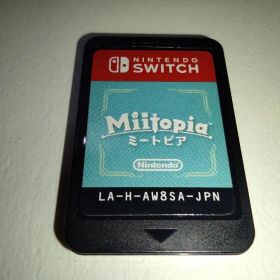 NINTENDO
SWITCH
Miitopia
ミートピア
Nintendo
LA-H-AW8SA-JPN